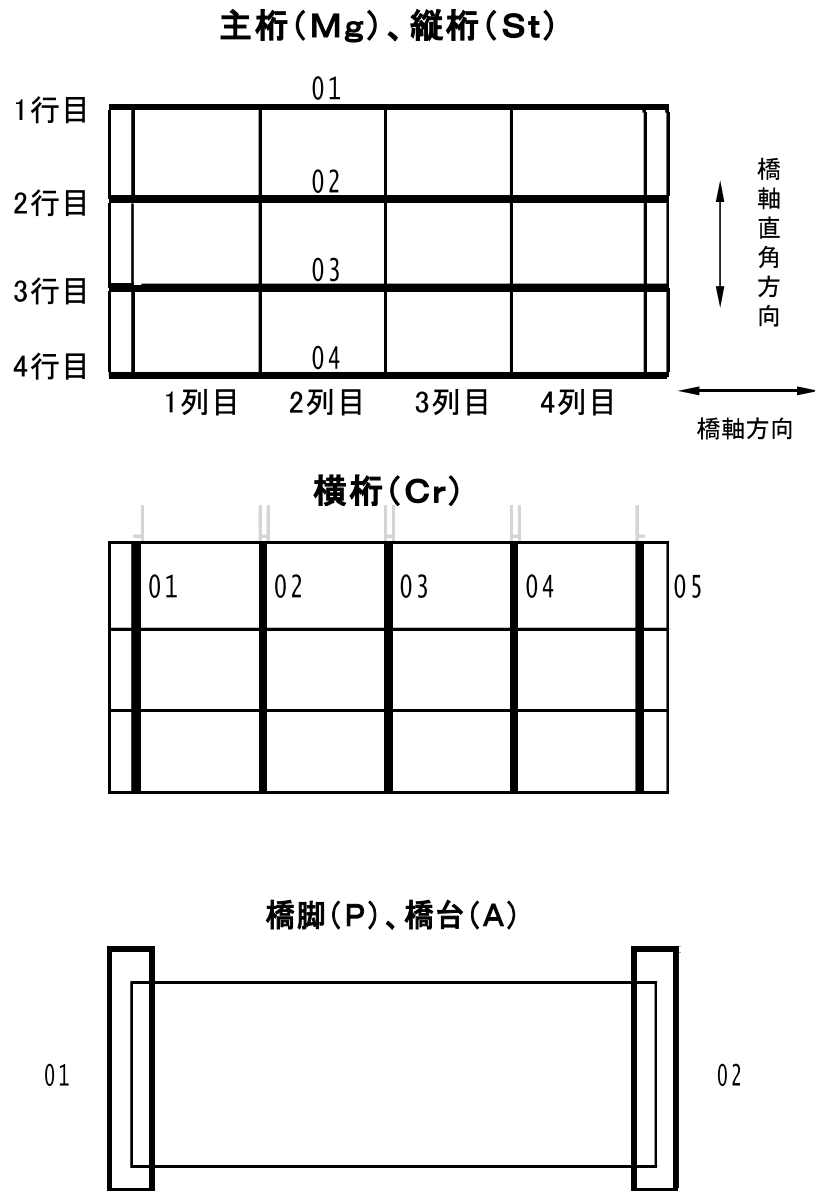 主桁(Mg)、縦桁(St)
01
1行目
02
2行目
03
3行目
04
4行目
1列目 2列目 3列目 4列目
橋軸直角方向
橋軸方向
横桁(Cr)
01 02 03 04 05
橋脚(P)、橋台(A)
01 02